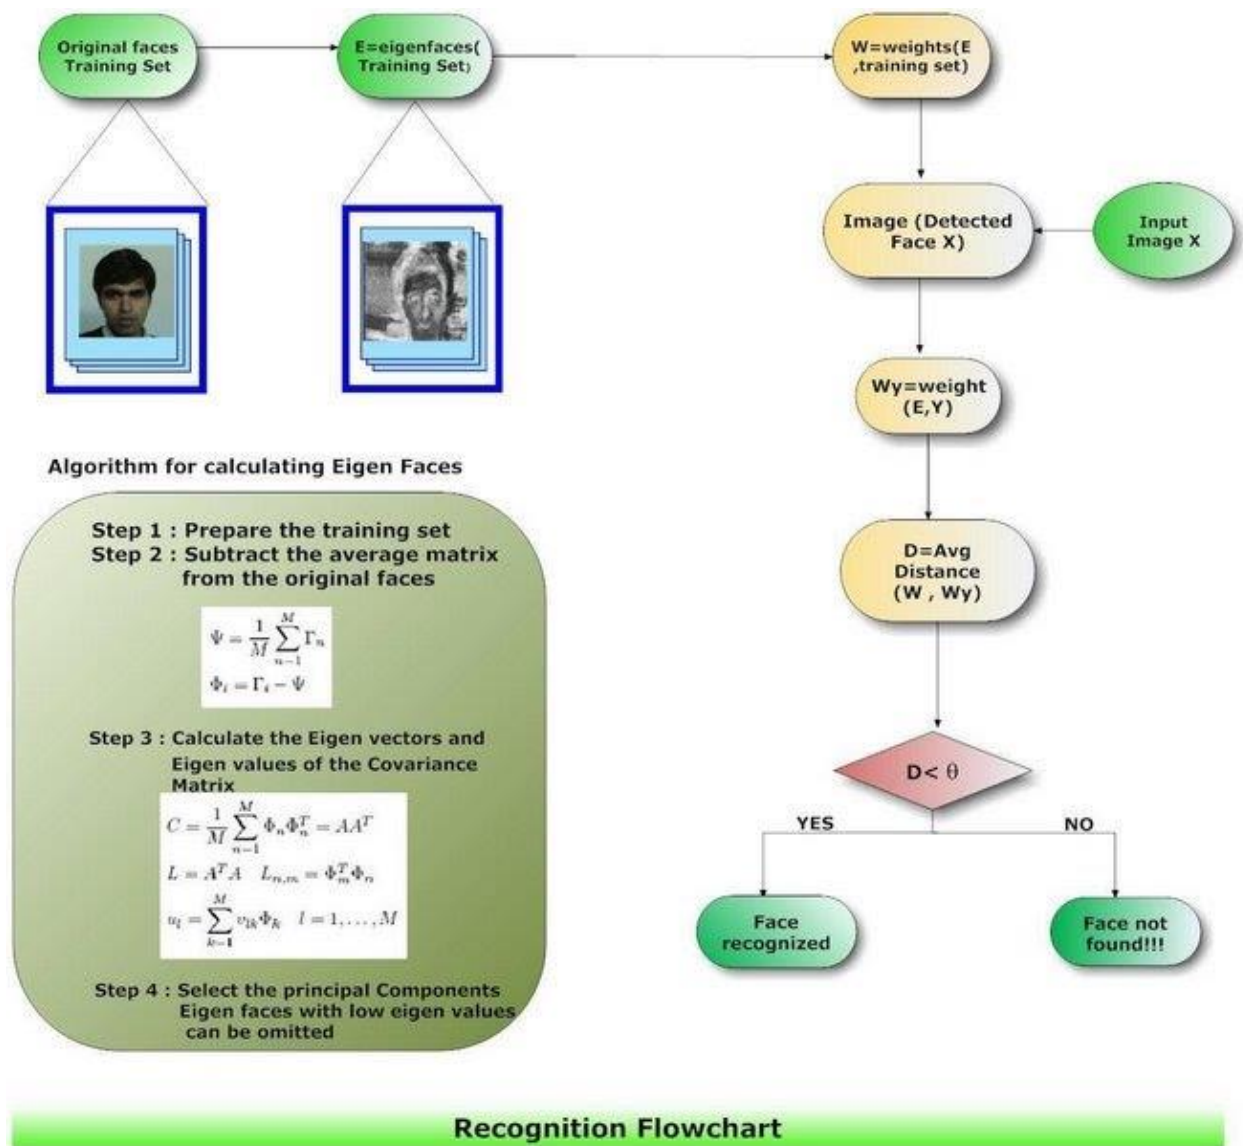 Original faces
Training Set
E=eigenfaces(
Training Set)
W=weights(E
,training set)
Image (Detected
Face X)
Input
Image X
Wy=weight
(E,Y)
D=Avg
Distance
(W , Wy)
D< θ
YES
NO
Face
recognized
Face not
found!!!
Algorithm for calculating Eigen Faces
Step 1 : Prepare the training set
Step 2 : Subtract the average matrix
from the original faces
Ψ = 1/M ∑_{n-1}^{M} Γ_n
Φ_i = Γ_i − Ψ
Step 3 : Calculate the Eigen vectors and
Eigen values of the Covariance
Matrix
C = 1/M ∑_{n-1}^{M} Φ_n Φ_n^T = AA^T
L = A^T A L_{n,m} = Φ_m^T Φ_n
u_l = ∑_{k-1}^{M} v_{lk} Φ_k l = 1, . . . , M
Step 4 : Select the principal Components
Eigen faces with low eigen values
can be omitted
Recognition Flowchart